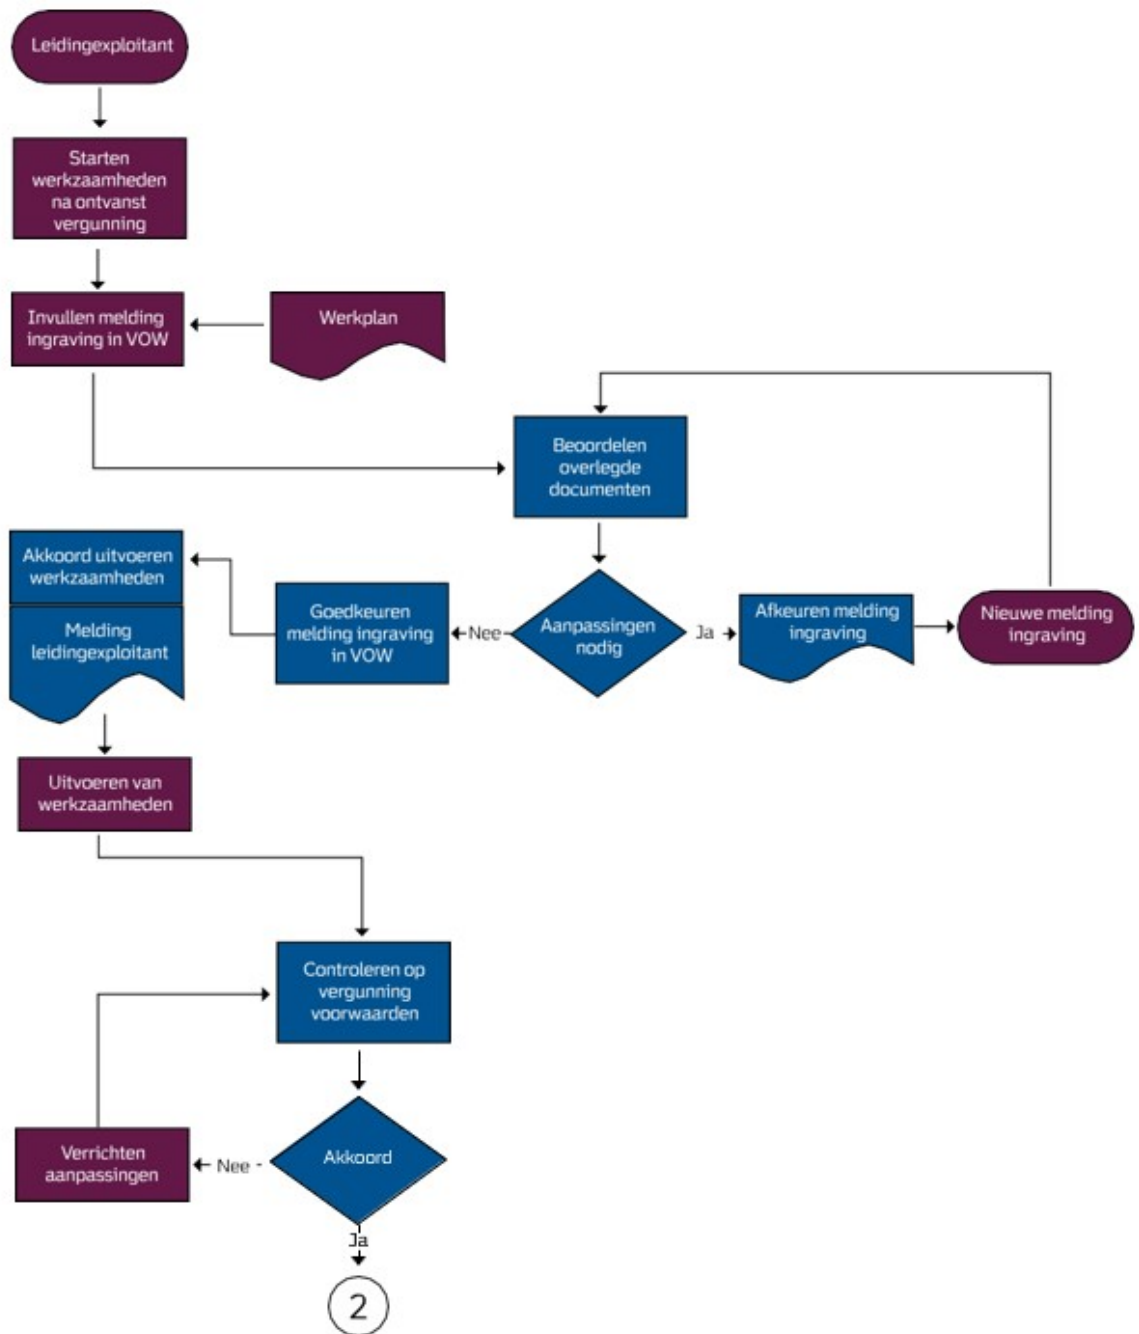 Leidingexploitant
Starten
werkzaamheden
na ontvanst
vergunning
Invullen melding
ingraving in VOW
Werkplan
Beoordelen
overlegde
documenten
Akkoord uitvoeren
werkzaamheden
Melding
leidingexploitant
Goedkeuren
melding ingraving
in VOW
Nee
Aanpassingen
nodig
Ja
Afkeuren melding
ingraving
Nieuwe melding
ingraving
Uitvoeren van
werkzaamheden
Controleren op
vergunning
voorwaarden
Verrichten
aanpassingen
Nee
Akkoord
Ja
2